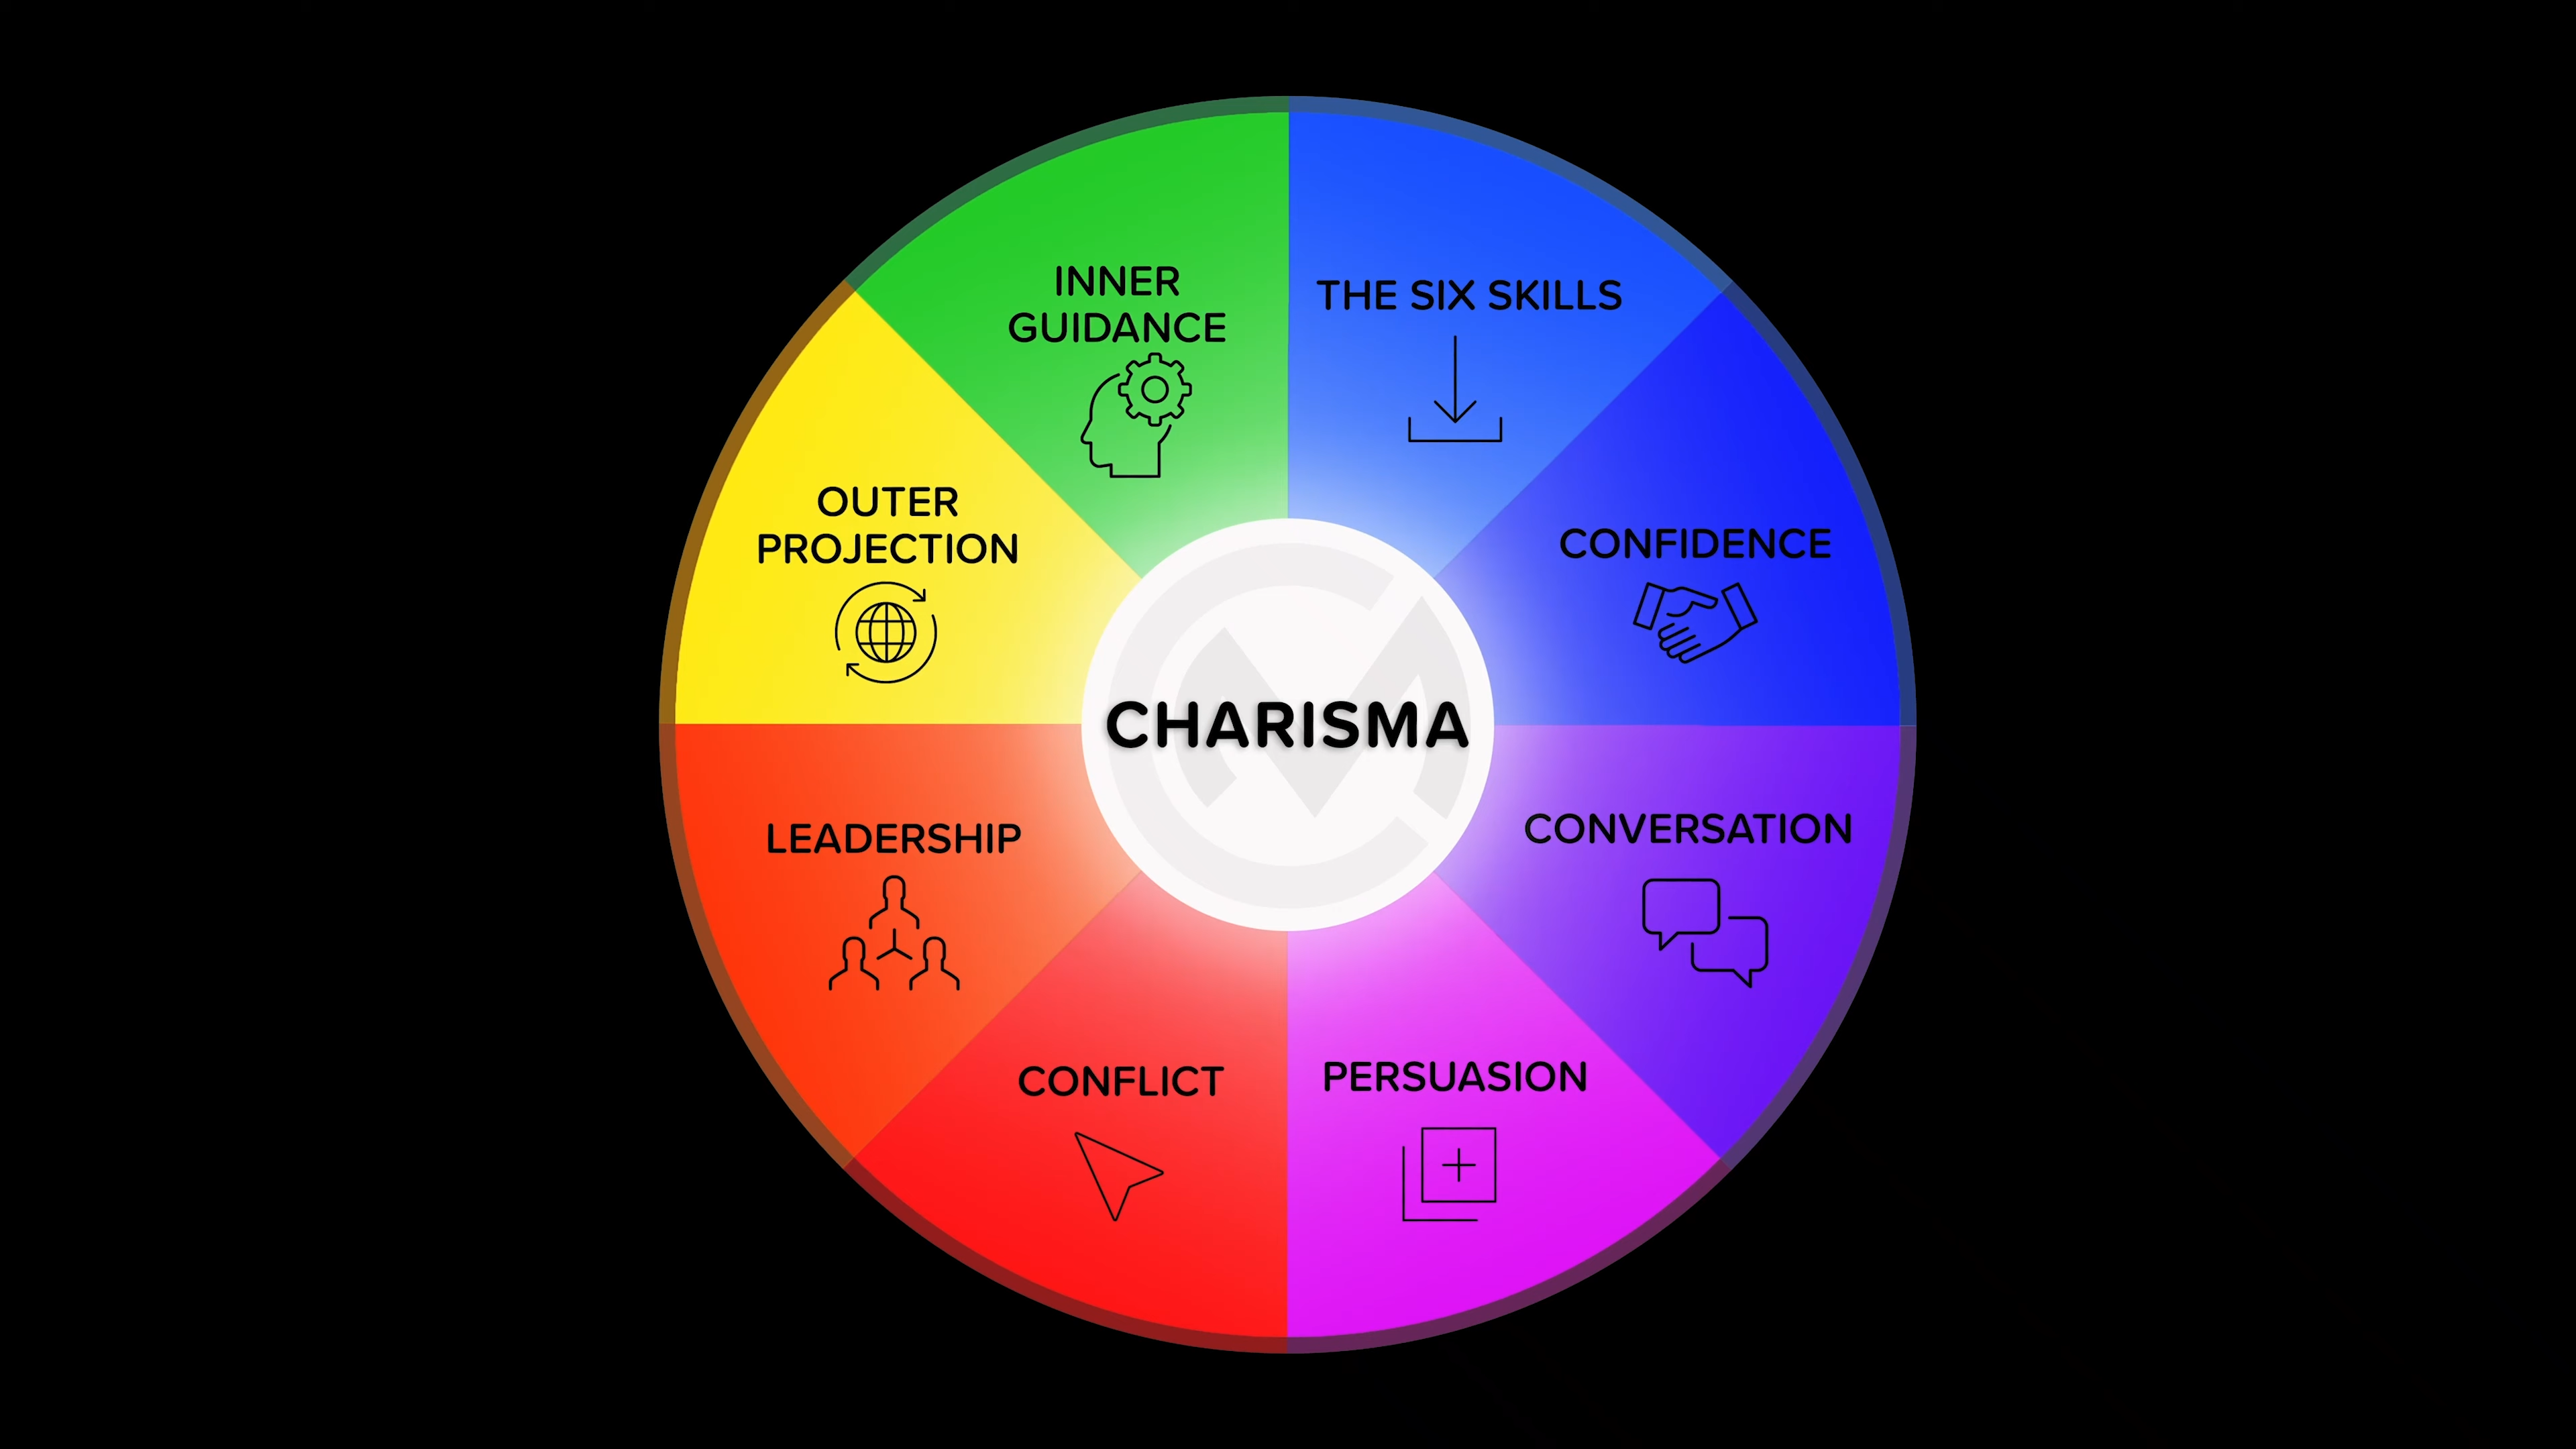 INNER
GUIDANCE
THE SIX SKILLS
OUTER
PROJECTION
CONFIDENCE
CHARISMA
LEADERSHIP
CONVERSATION
CONFLICT
PERSUASION